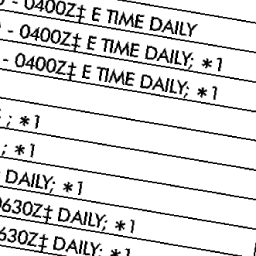 - 0400Z‡ E TIME DAILY
- 0400Z‡ E TIME DAILY; *1
- 0400Z‡ E TIME DAILY; *1
; *1
; *1
DAILY; *1
0630Z‡ DAILY; *1
630Z‡ DAILY; *1